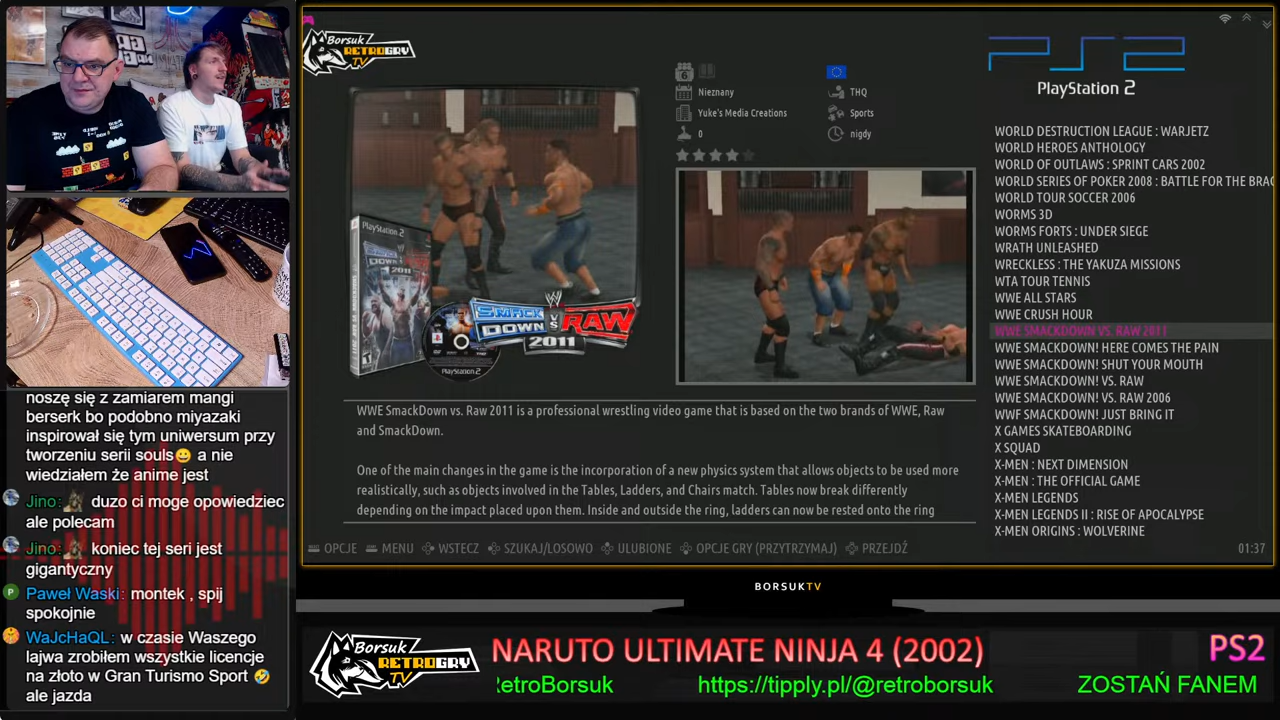 Borsuk
RETROGRY
TV
6
Nieznany
THQ
Yuke's Media Creations
Sports
0
nigdy
PlayStation 2
SMACK
DOWN VS RAW
2011
PlayStation 2
WWE SmackDown vs. Raw 2011 is a professional wrestling video game that is based on the two brands of WWE, Raw
and SmackDown.
One of the main changes in the game is the incorporation of a new physics system that allows objects to be used more
realistically, such as objects involved in the Tables, Ladders, and Chairs match. Tables now break differently
depending on the impact placed upon them. Inside and outside the ring, ladders can now be rested onto the ring
PS2
PlayStation 2
WORLD DESTRUCTION LEAGUE : WARJETZ
WORLD HEROES ANTHOLOGY
WORLD OF OUTLAWS : SPRINT CARS 2002
WORLD SERIES OF POKER 2008 : BATTLE FOR THE BRAC
WORLD TOUR SOCCER 2006
WORMS 3D
WORMS FORTS : UNDER SIEGE
WRATH UNLEASHED
WRECKLESS : THE YAKUZA MISSIONS
WTA TOUR TENNIS
WWE ALL STARS
WWE CRUSH HOUR
WWE SMACKDOWN VS. RAW 2011
WWE SMACKDOWN! HERE COMES THE PAIN
WWE SMACKDOWN! SHUT YOUR MOUTH
WWE SMACKDOWN! VS. RAW
WWE SMACKDOWN! VS. RAW 2006
WWF SMACKDOWN! JUST BRING IT
X GAMES SKATEBOARDING
X SQUAD
X-MEN : NEXT DIMENSION
X-MEN : THE OFFICIAL GAME
X-MEN LEGENDS
X-MEN LEGENDS II : RISE OF APOCALYPSE
X-MEN ORIGINS : WOLVERINE
OPCJE MENU WSTECZ SZUKAJ/LOSOWO ULUBIONE OPCJE GRY (PRZYTRZYMAJ) PRZEJDŹ
01:37
noszę się z zamiarem mangi
berserk bo podobno miyazaki
inspirował się tym uniwersum przy
tworzeniu serii souls😀 a nie
wiedziałem że anime jest
Jino: duzo ci moge opowiedziec
ale polecam
Jino: koniec tej seri jest
gigantyczny
Paweł Waski: montek , spij
spokojnie
WaJcHaQL: w czasie Waszego
lajwa zrobiłem wszystkie licencje
na złoto w Gran Turismo Sport 🤣
ale jazda
BORSUKTV
Borsuk
RETROGRY
TV
NARUTO ULTIMATE NINJA 4 (2002)
PS2
RetroBorsuk https://tipply.pl/@retroborsuk
ZOSTAŃ FANEM